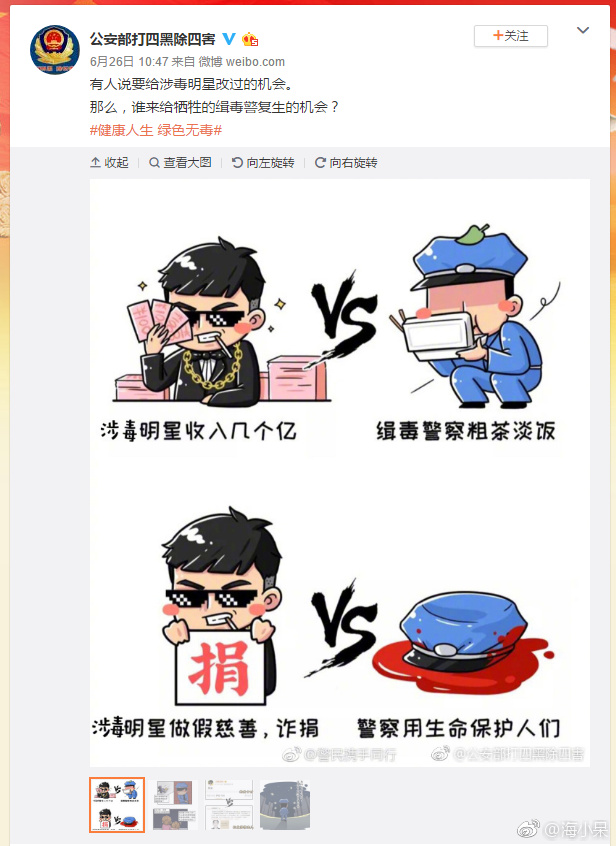 公安部打四黑除四害
+关注
6月26日 10:47 来自 微博 weibo.com
有人说要给涉毒明星改过的机会。
那么，谁来给牺牲的缉毒警复生的机会？
#健康人生 绿色无毒#
收起 查看大图 向左旋转 向右旋转
VS
涉毒明星收入几个亿 缉毒警察粗茶淡饭
VS
捐
涉毒明星做假慈善，诈捐 警察用生命保护人们
@警民携手同行 @公安部打四黑除四害
@海小呆